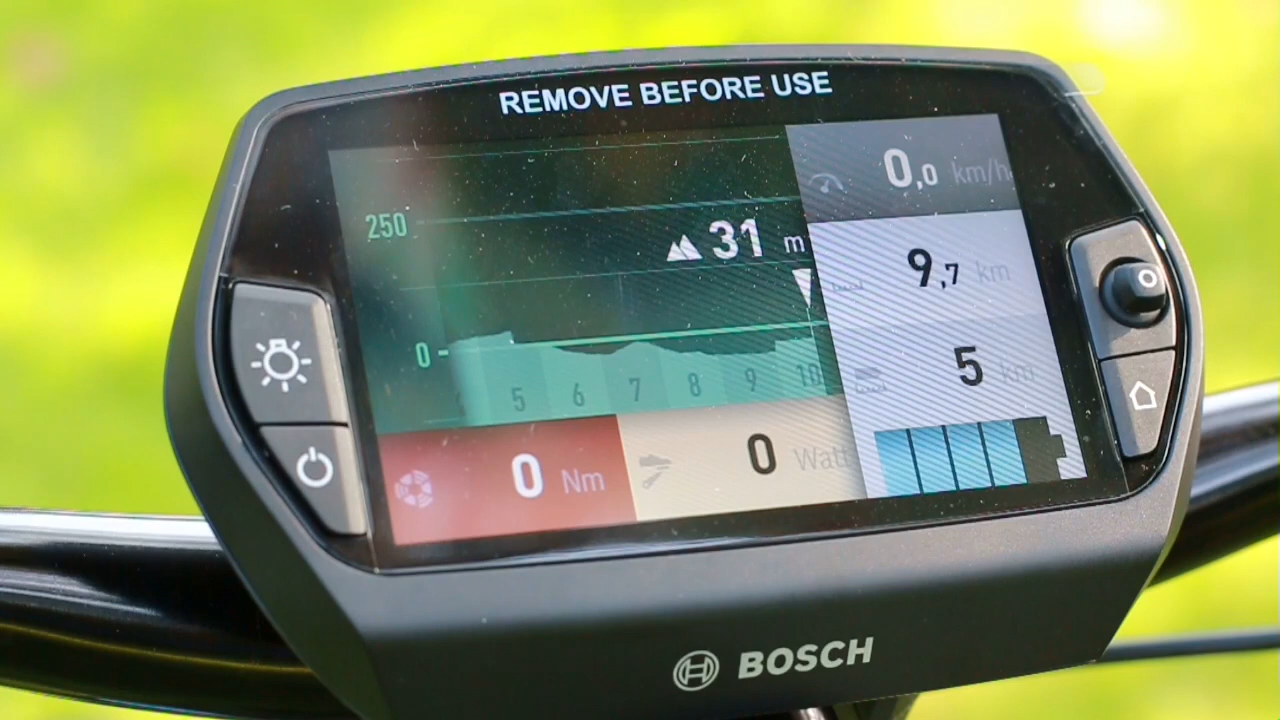 REMOVE BEFORE USE
0,0 km/h
250
31 m
9,7 km
0
5 km
5 6 7 8 9 10
0 Nm
0 Watt
BOSCH